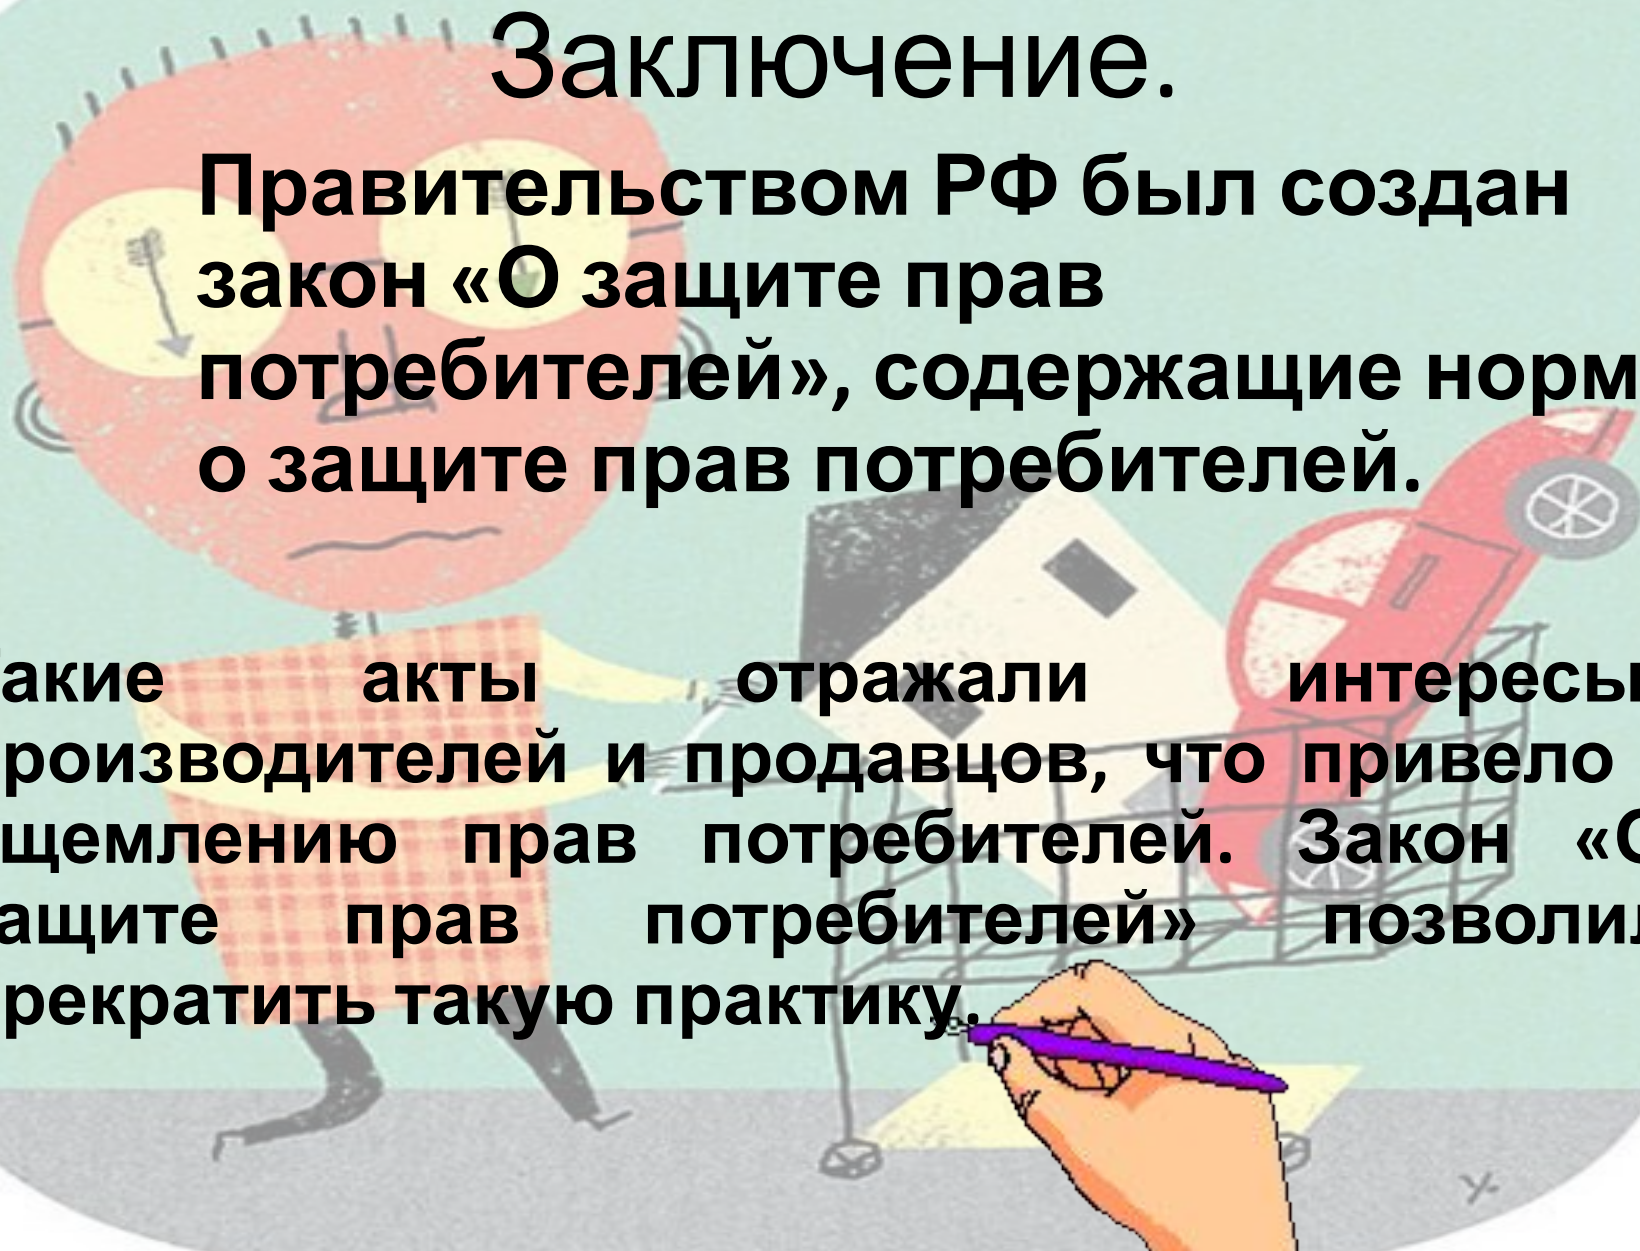 Заключение.
Правительством РФ был создан
закон «О защите прав
потребителей», содержащие норм
о защите прав потребителей.
акие акты отражали интересы
роизводителей и продавцов, что привело
щемлению прав потребителей. Закон «О
ащите прав потребителей» позволил
рекратить такую практику.